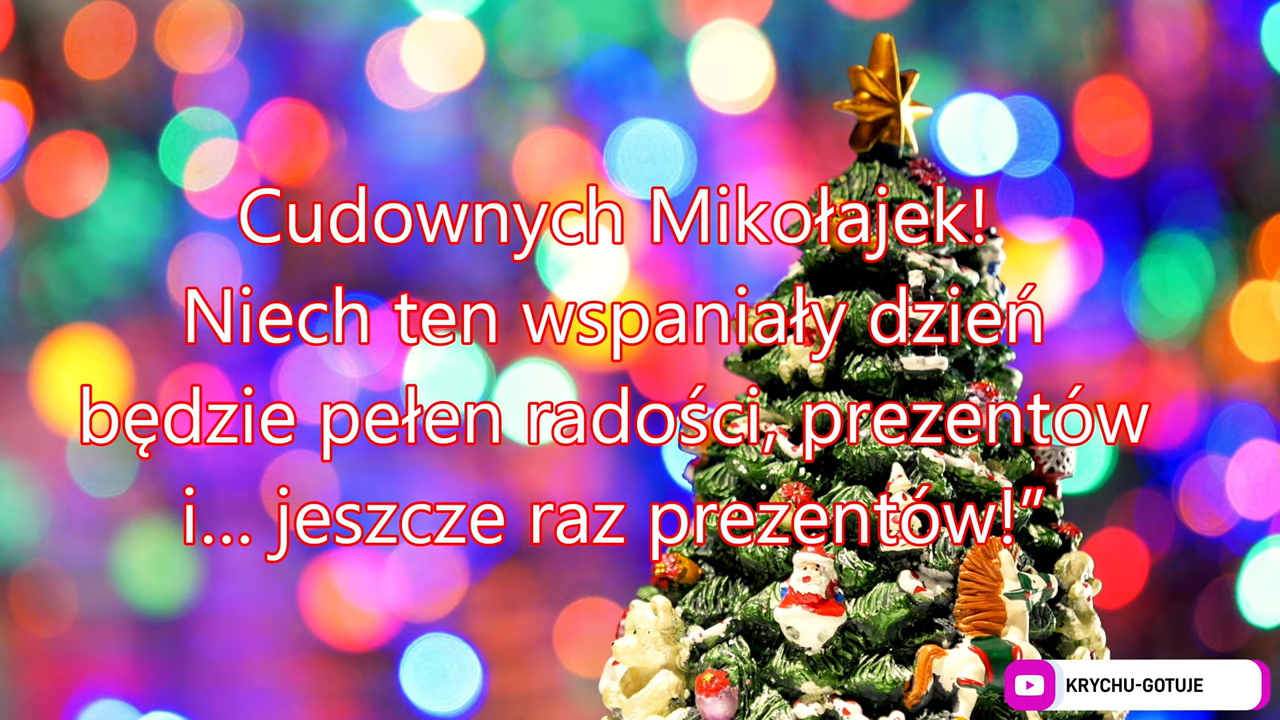 Cudownych Mikołajek!
Niech ten wspaniały dzień
będzie pełen radości, prezentów
i... jeszcze raz prezentów!”
KRYCHU-GOTUJE